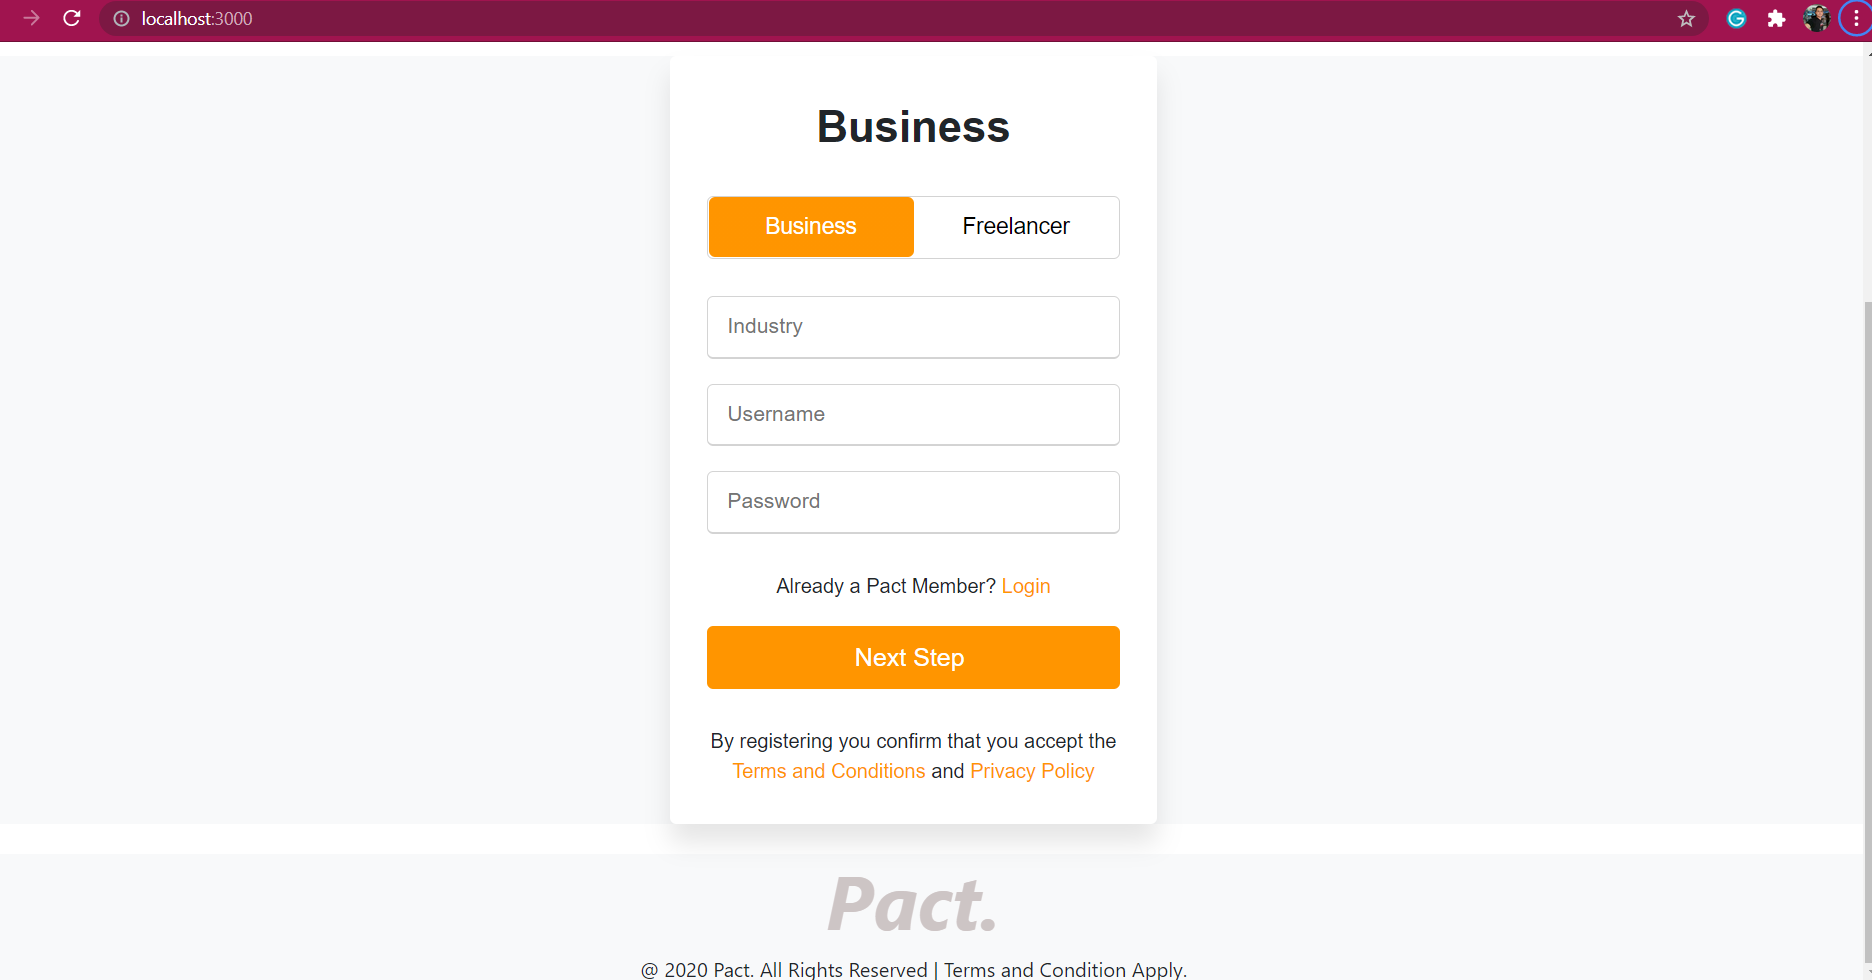 localhost:3000
Business
Business Freelancer
Industry
Username
Password
Already a Pact Member? Login
Next Step
By registering you confirm that you accept the
Terms and Conditions and Privacy Policy
Pact.
@ 2020 Pact. All Rights Reserved | Terms and Condition Apply.